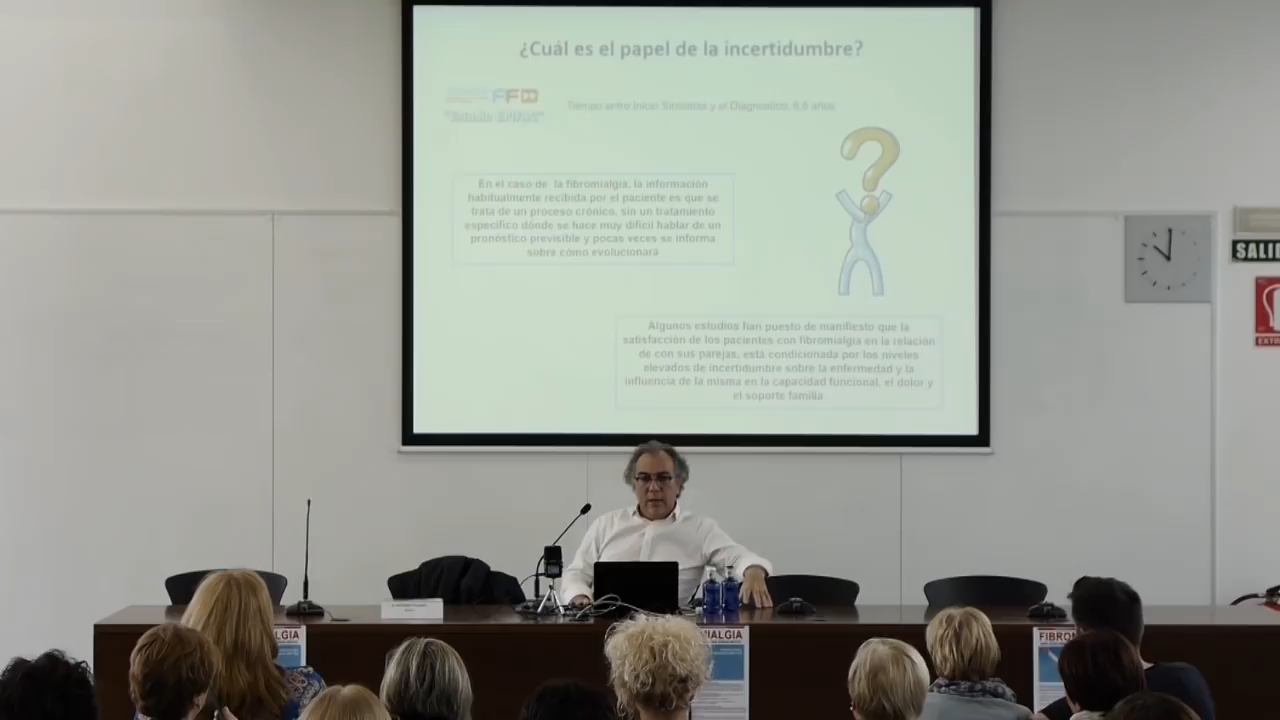 ¿Cuál es el papel de la incertidumbre?
FFD
Tiempo entre Inicio Síntomas y el Diagnostico: 6,6 años
En el caso de la fibromialgia, la información
habitualmente recibida por el paciente es que se
trata de un proceso crónico, sin un tratamiento
específico dónde se hace muy difícil hablar de un
pronóstico previsible y pocas veces se informa
sobre cómo evolucionará
Algunos estudios han puesto de manifiesto que la
satisfacción de los pacientes con fibromialgia en la relación
de con sus parejas, está condicionada por los niveles
elevados de incertidumbre sobre la enfermedad y la
influencia de la misma en la capacidad funcional, el dolor y
el soporte familia
SALID
EXTI
ALGIA
IALGIA
FIBROM